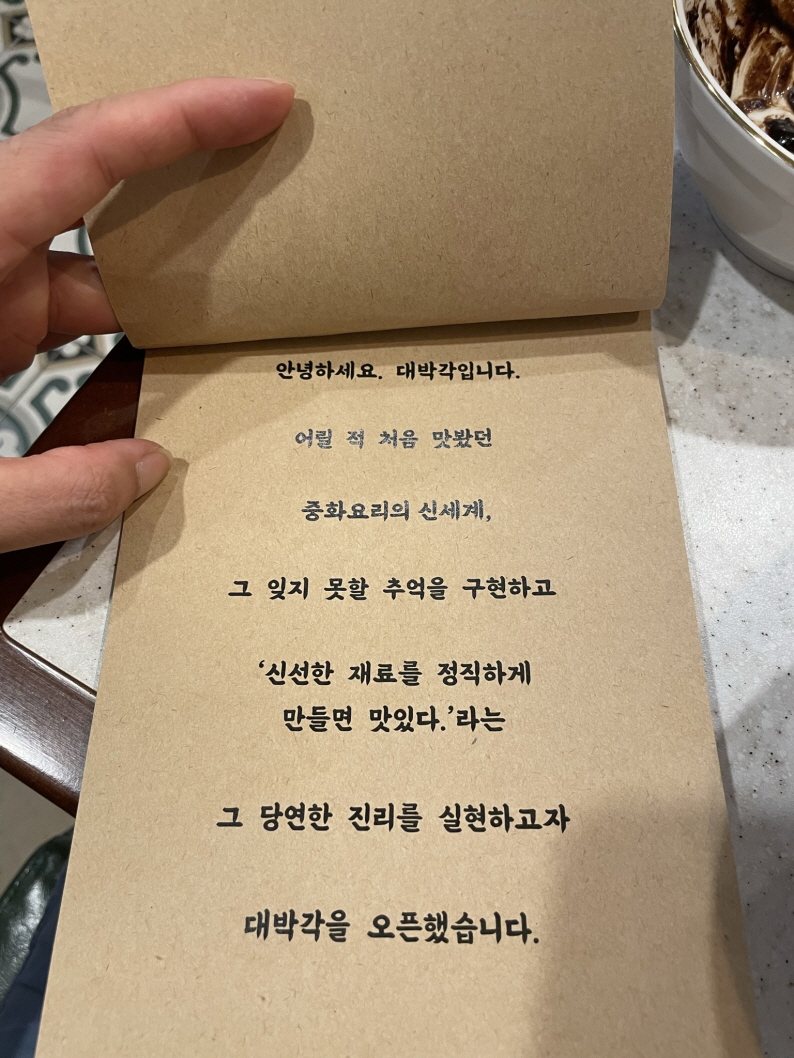 안녕하세요. 대박각입니다.
어릴 적 처음 맛봤던
중화요리의 신세계,
그 잊지 못할 추억을 구현하고
‘신선한 재료를 정직하게
만들면 맛있다.’라는
그 당연한 진리를 실현하고자
대박각을 오픈했습니다.